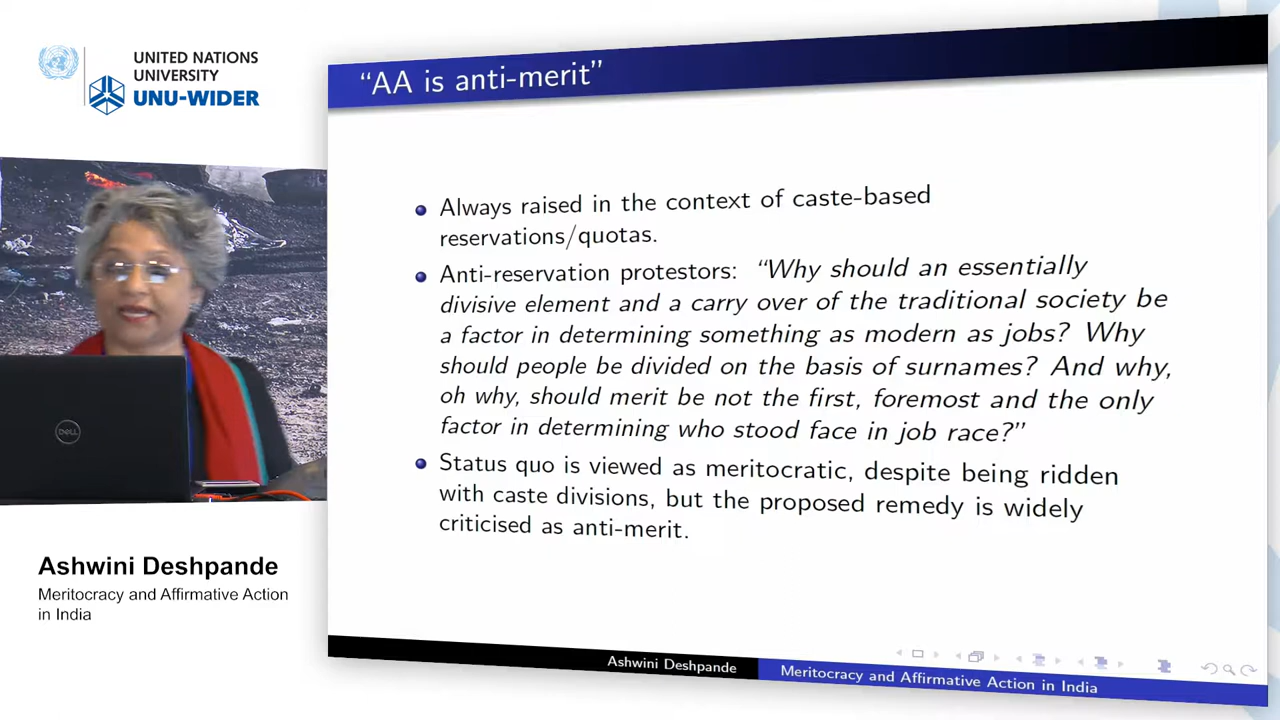 UNITED NATIONS
UNIVERSITY
UNU-WIDER
"AA is anti-merit"
Always raised in the context of caste-based
reservations/quotas.
Anti-reservation protestors: "Why should an essentially
divisive element and a carry over of the traditional society be
a factor in determining something as modern as jobs? Why
should people be divided on the basis of surnames? And why,
oh why, should merit be not the first, foremost and the only
factor in determining who stood face in job race?"
Status quo is viewed as meritocratic, despite being ridden
with caste divisions, but the proposed remedy is widely
criticised as anti-merit.
DELL
Ashwini Deshpande
Meritocracy and Affirmative Action
in India
Ashwini Deshpande
Meritocracy and Affirmative Action in India